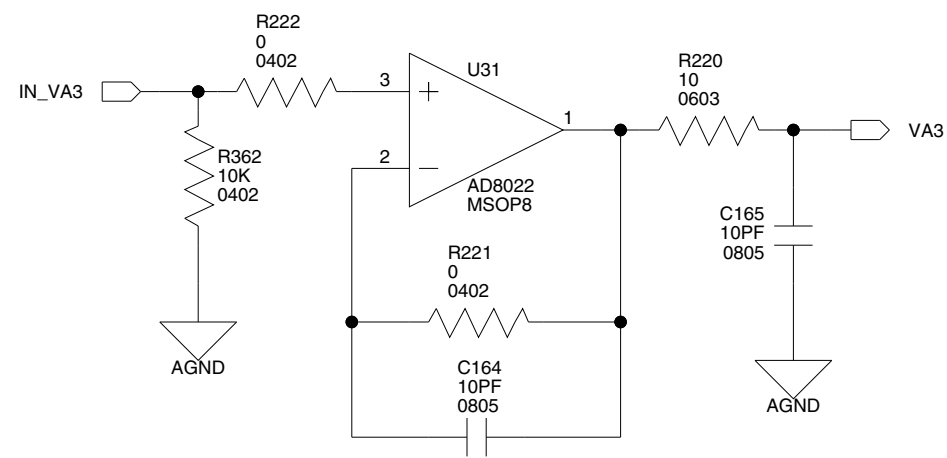 R222
0
0402
IN_VA3
3
+
U31
R362
10K
0402
2
−
1
AD8022
MSOP8
R220
10
0603
VA3
C165
10PF
0805
R221
0
0402
AGND
C164
10PF
0805
AGND